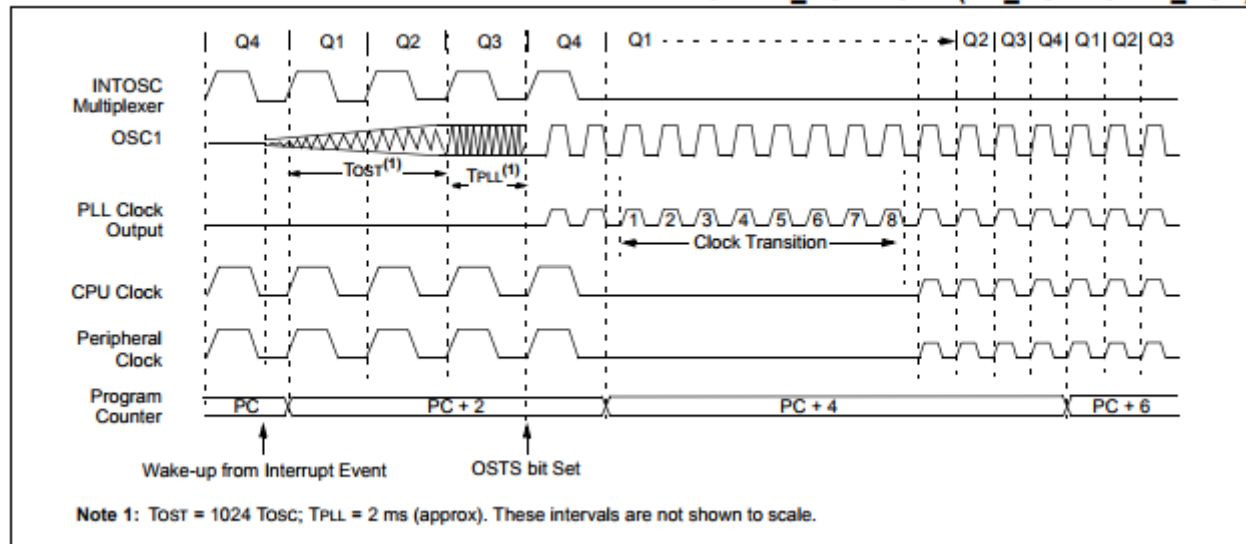 Q4 Q1 Q2 Q3 Q4 Q1 Q2 Q3 Q4 Q1 Q2 Q3
INTOSC
Multiplexer
OSC1
TOST(1)
TPLL(1)
PLL Clock
Output
1 2 3 4 5 6 7 8
Clock Transition
CPU Clock
Peripheral
Clock
Program
Counter
PC PC + 2 PC + 4 PC + 6
Wake-up from Interrupt Event OSTS bit Set
Note 1: TOST = 1024 TOSC; TPLL = 2 ms (approx). These intervals are not shown to scale.